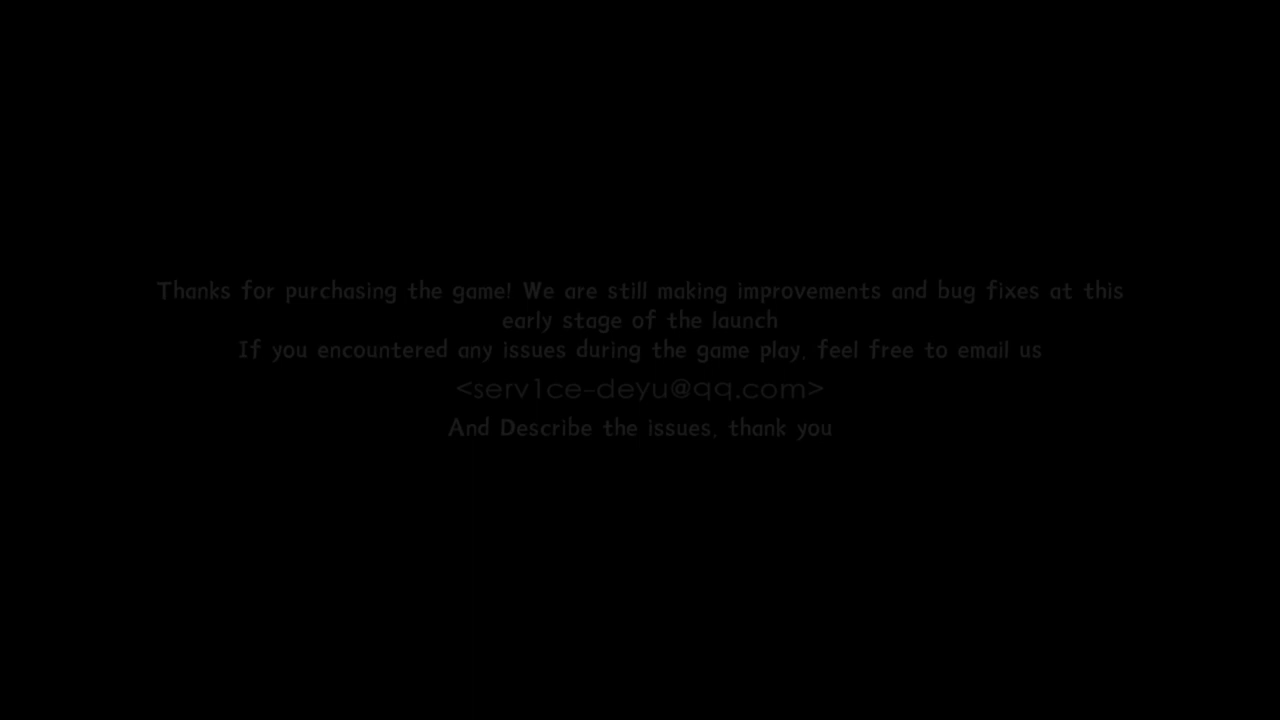 Thanks for purchasing the game! We are still making improvements and bug fixes at this
early stage of the launch
If you encountered any issues during the game play, feel free to email us
<serv1ce-deyu@qq.com>
And Describe the issues, thank you